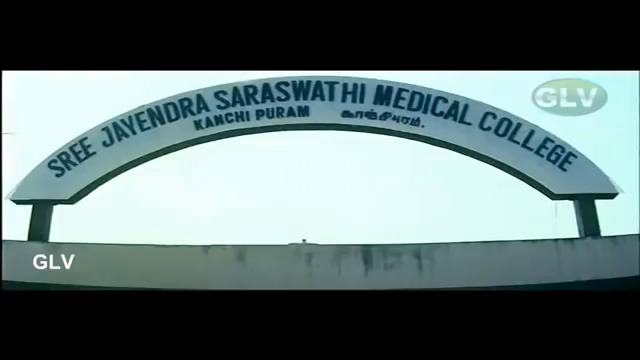 SREE JAYENDRA SARASWATHI MEDICAL COLLEGE
KANCHI PURAM காஞ்சிபுரம்.
GLV
GLV